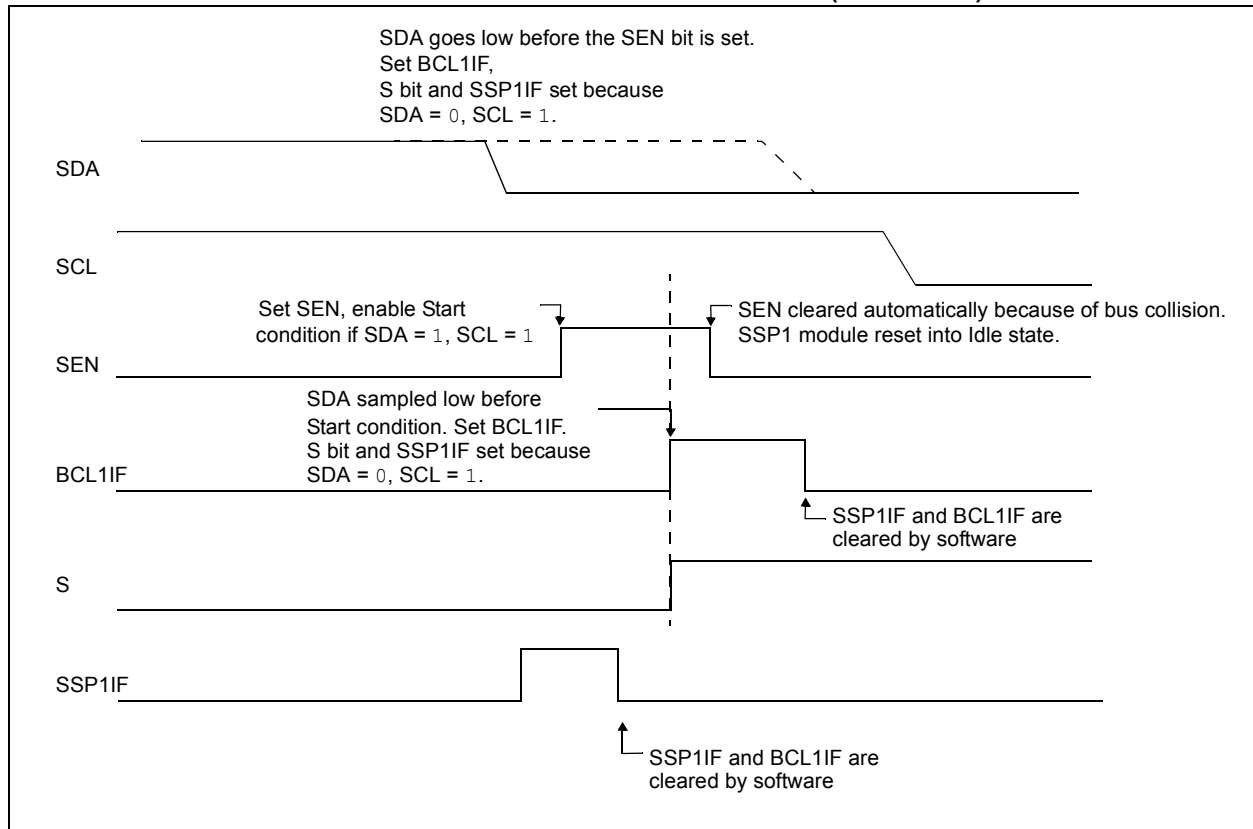 SDA goes low before the SEN bit is set.
Set BCL1IF,
S bit and SSP1IF set because
SDA = 0, SCL = 1.
SDA
SCL
Set SEN, enable Start
condition if SDA = 1, SCL = 1
SEN cleared automatically because of bus collision.
SSP1 module reset into Idle state.
SEN
SDA sampled low before
Start condition. Set BCL1IF.
S bit and SSP1IF set because
SDA = 0, SCL = 1.
BCL1IF
SSP1IF and BCL1IF are
cleared by software
S
SSP1IF
SSP1IF and BCL1IF are
cleared by software